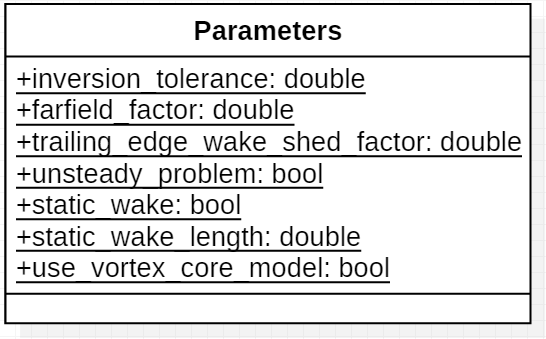 Parameters
+inversion_tolerance: double
+farfield_factor: double
+trailing_edge_wake_shed_factor: double
+unsteady_problem: bool
+static_wake: bool
+static_wake_length: double
+use_vortex_core_model: bool